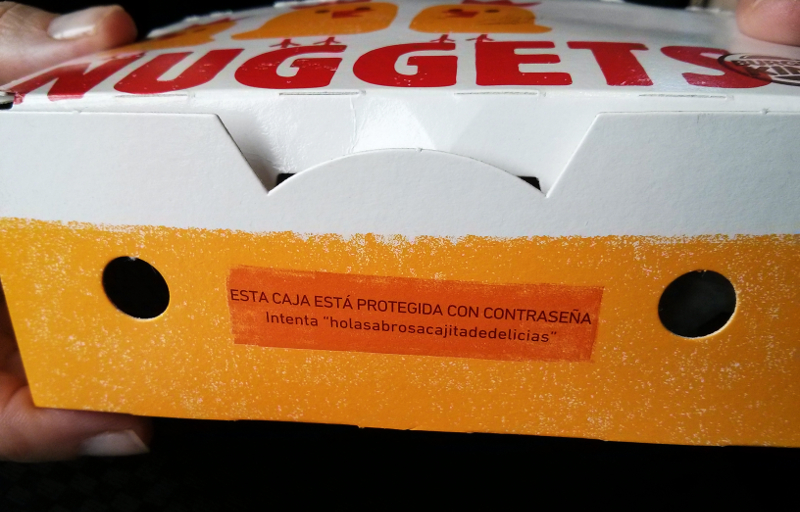 NUGGETS
ESTA CAJA ESTÁ PROTEGIDA CON CONTRASEÑA
Intenta “holasabrosacajitadedelicias”